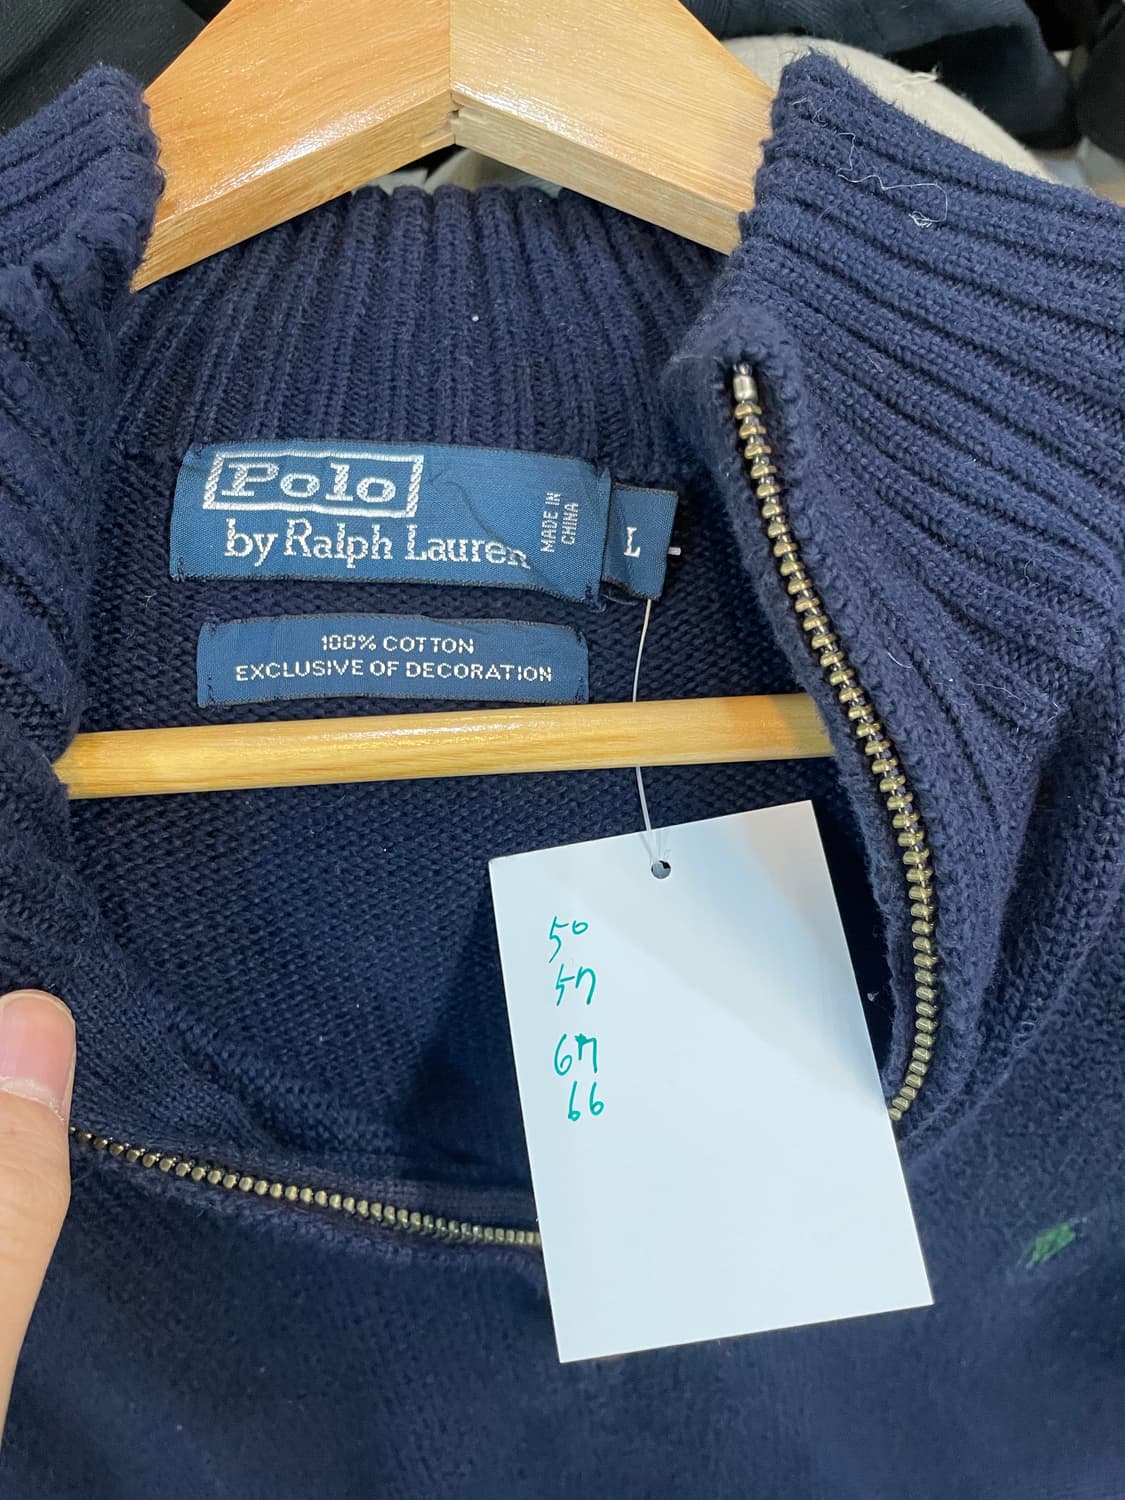 Polo
by Ralph Lauren
MADE IN
CHINA
L
100% COTTON
EXCLUSIVE OF DECORATION
50
57
67
66